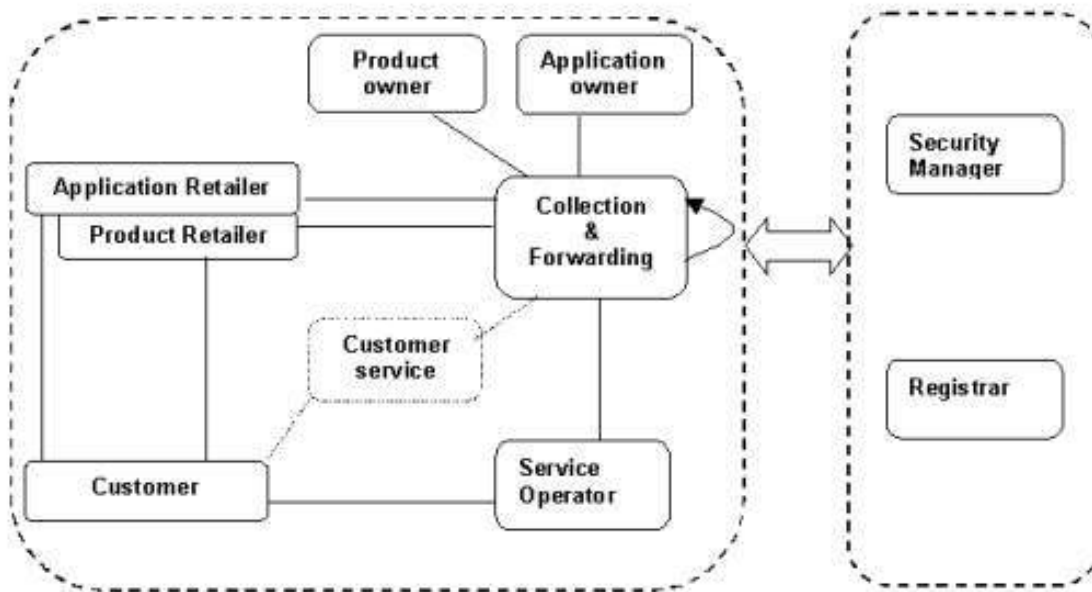 Product
owner
Application
owner
Security
Manager
Application Retailer
Product Retailer
Collection
&
Forwarding
Customer
service
Registrar
Customer
Service
Operator